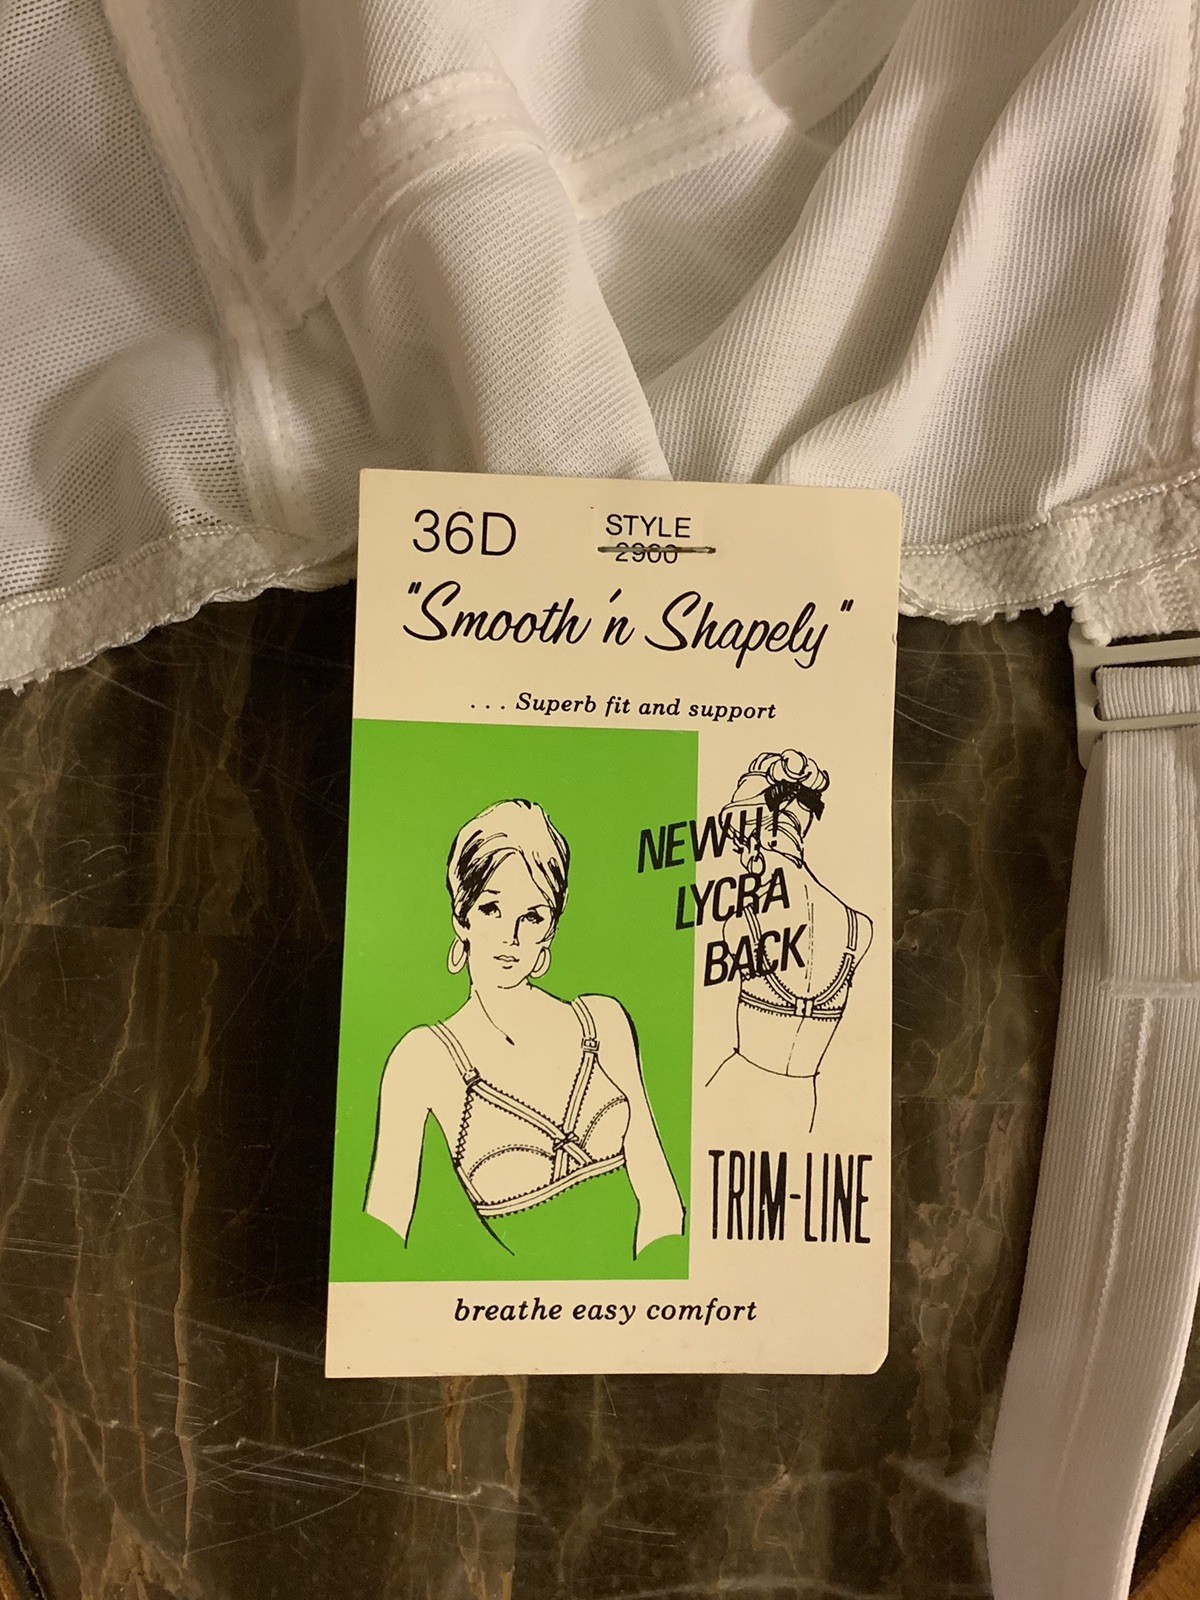 36D
STYLE
2900
"Smooth 'n Shapely"
... Superb fit and support
NEW!!!
LYCRA
BACK
TRIM-LINE
breathe easy comfort